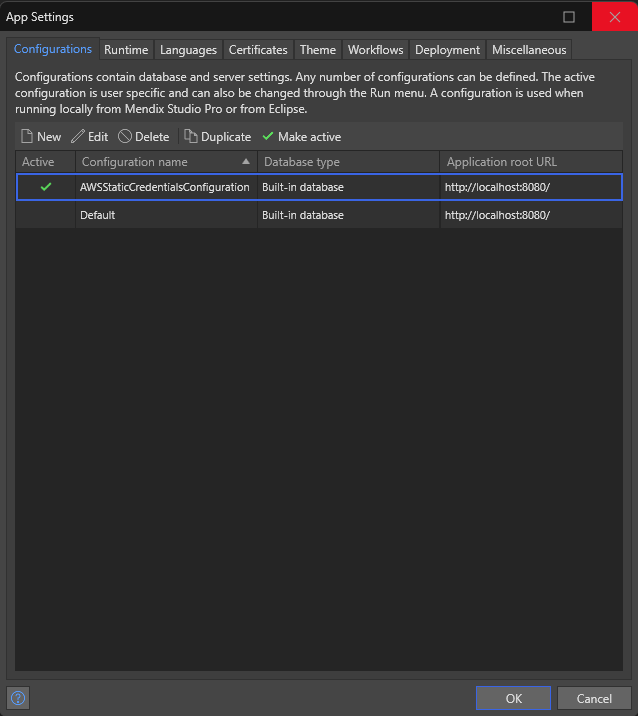 App Settings
Configurations Runtime Languages Certificates Theme Workflows Deployment Miscellaneous
Configurations contain database and server settings. Any number of configurations can be defined. The active
configuration is user specific and can also be changed through the Run menu. A configuration is used when
running locally from Mendix Studio Pro or from Eclipse.
New Edit Delete Duplicate Make active
Active Configuration name Database type Application root URL
AWSStaticCredentialsConfiguration Built-in database http://localhost:8080/
Default Built-in database http://localhost:8080/
? OK Cancel